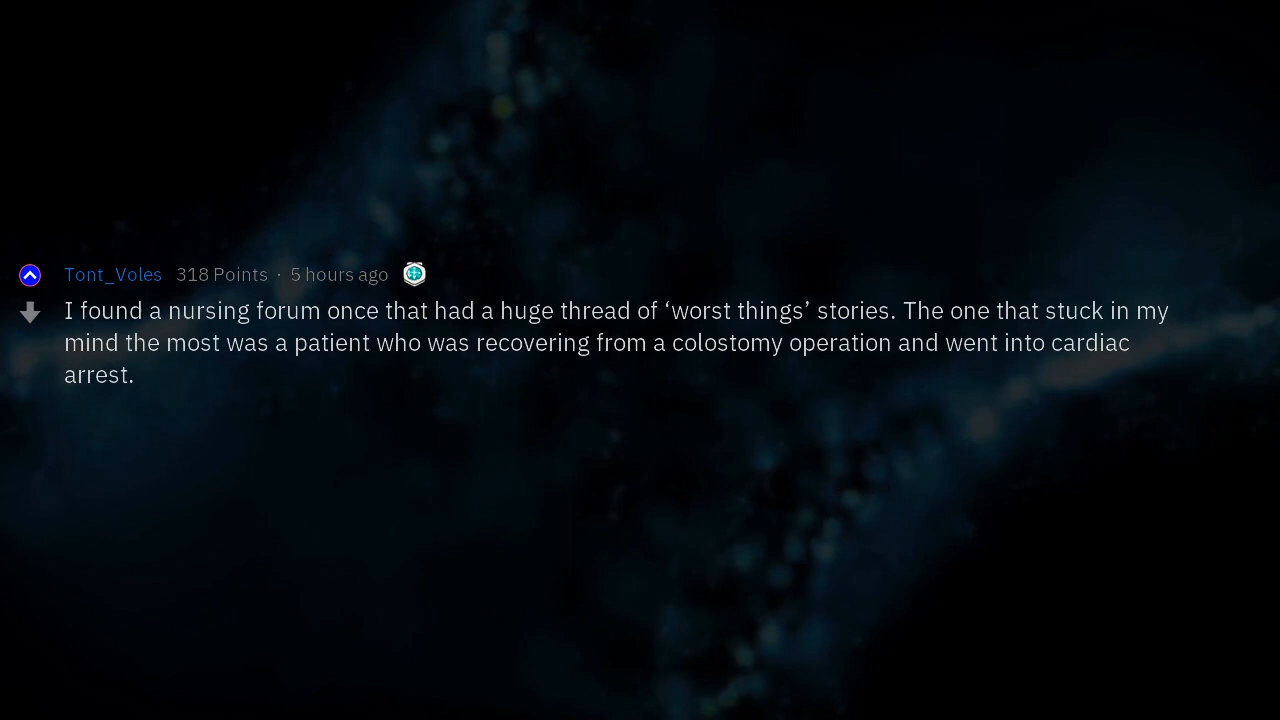 Tont_Voles 318 Points · 5 hours ago
I found a nursing forum once that had a huge thread of ‘worst things’ stories. The one that stuck in my
mind the most was a patient who was recovering from a colostomy operation and went into cardiac
arrest.